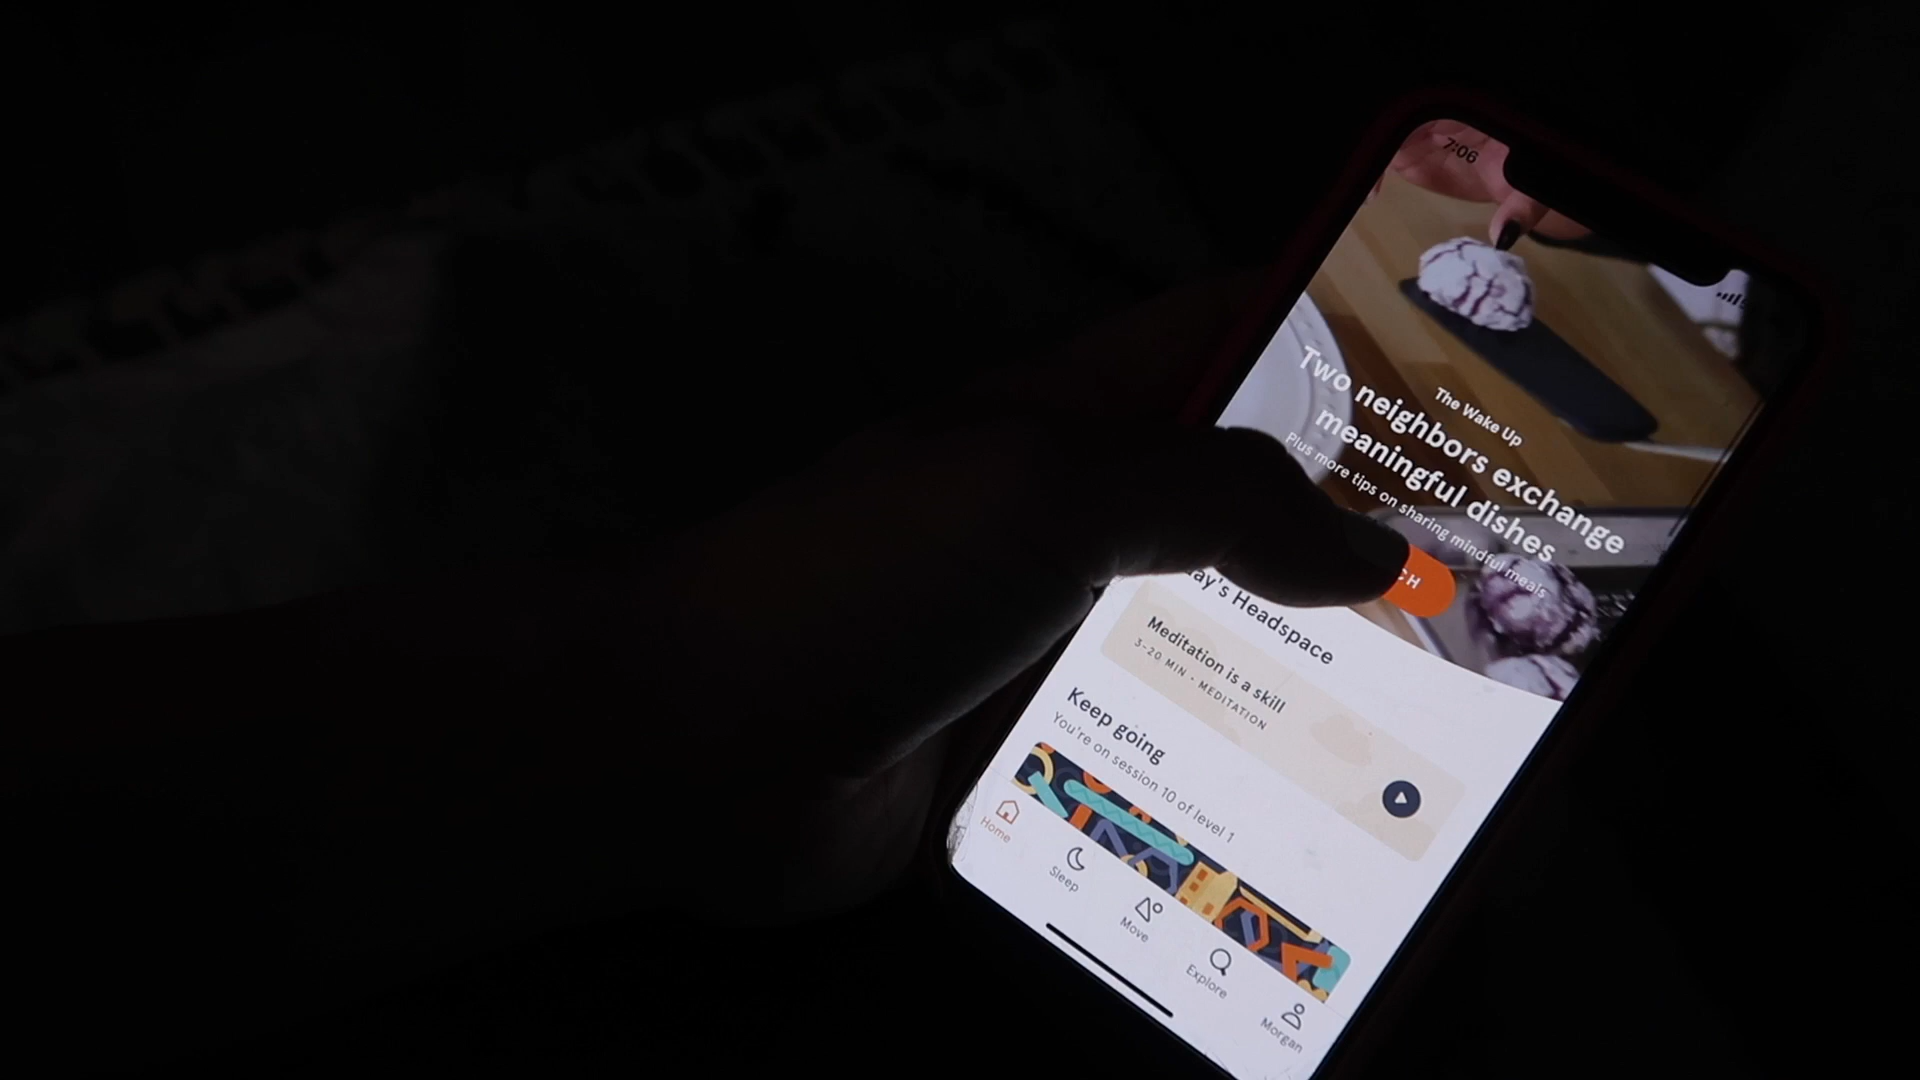 7:06
The Wake Up
Two neighbors exchange
meaningful dishes
Plus more tips on sharing mindful meals
Headspace
Meditation is a skill
3-20 MIN · MEDITATION
Keep going
You're on session 10 of level 1
Home
Sleep
Move
Explore
Morgan